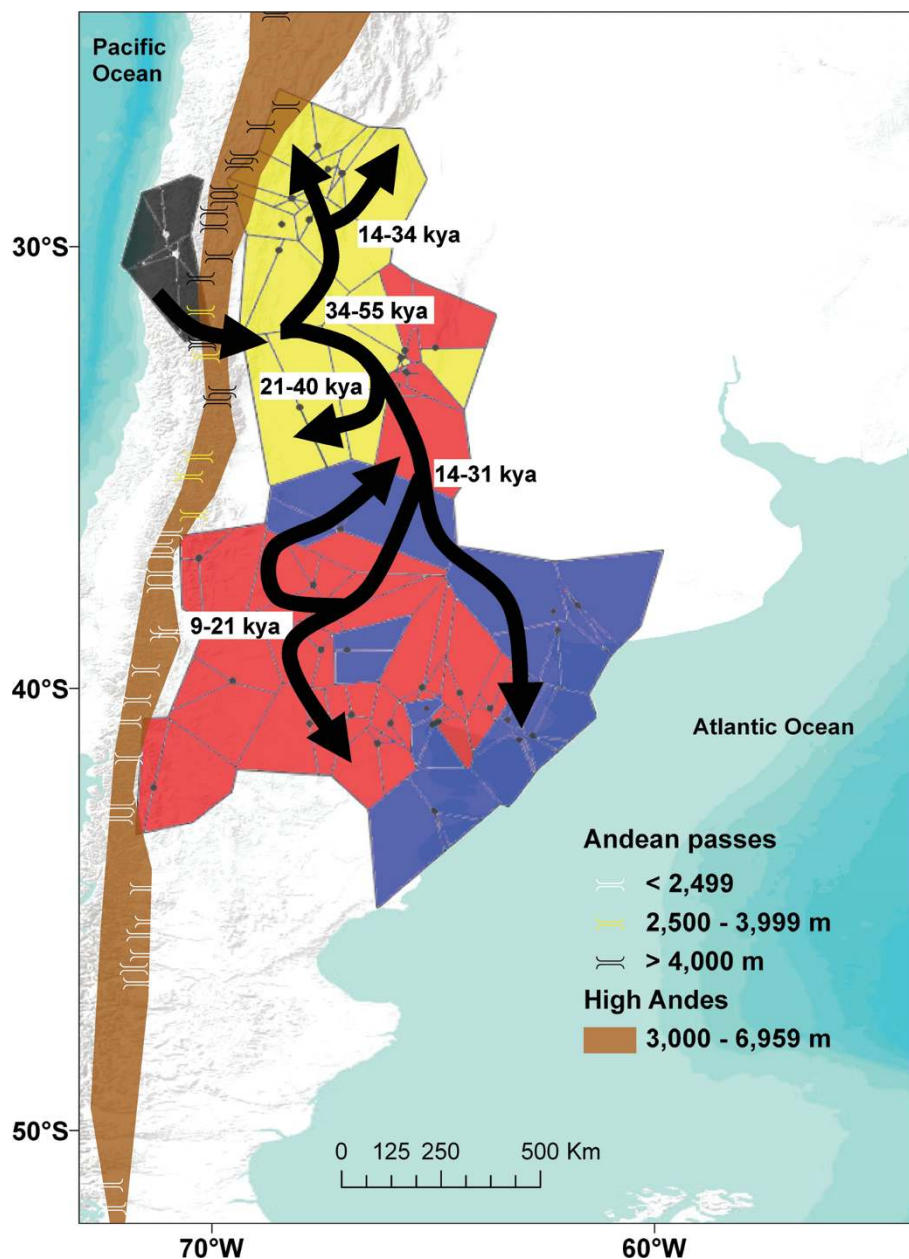 Pacific
Ocean
14-34 kya
30°S
34-55 kya
21-40 kya
14-31 kya
9-21 kya
40°S
Atlantic Ocean
Andean passes
< 2,499
2,500 - 3,999 m
> 4,000 m
High Andes
3,000 - 6,959 m
50°S
0 125 250 500 Km
70°W 60°W